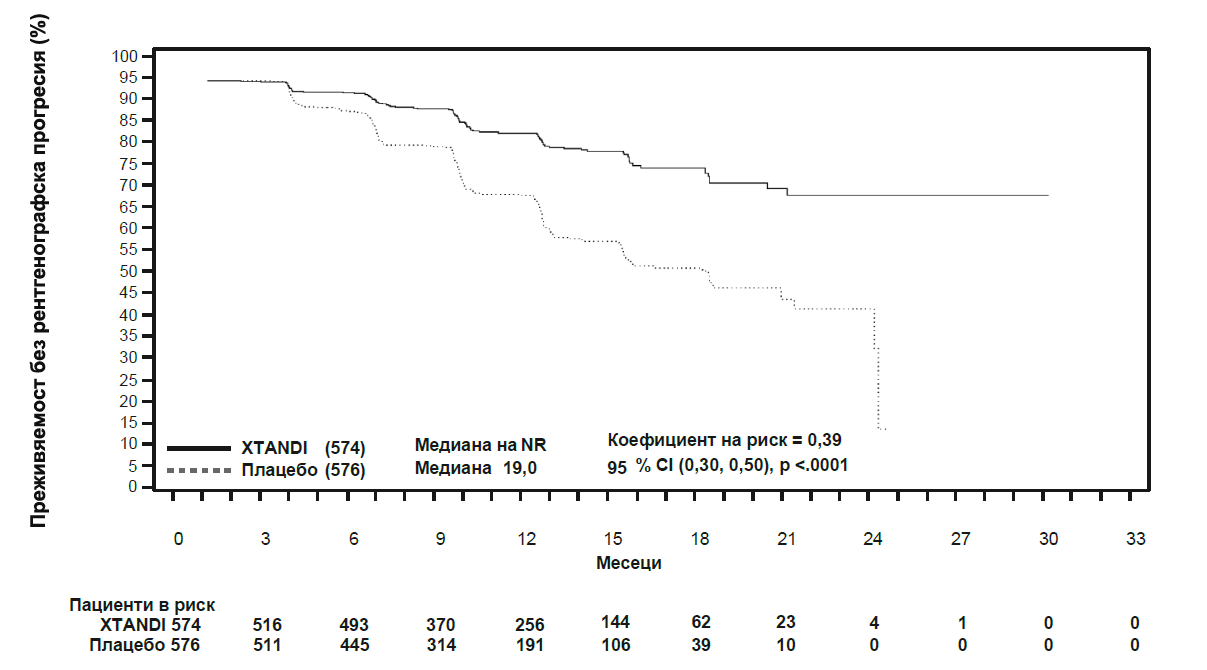 Преживяемост без рентгенографска прогресия (%)
100
95
90
85
80
75
70
65
60
55
50
45
40
35
30
25
20
15
10
5
0
XTANDI (574) Медиана на NR Коефициент на риск = 0,39
Плацебо (576) Медиана 19,0 95 % CI (0,30, 0,50), p <.0001
0 3 6 9 12 15 18 21 24 27 30 33
Месеци
Пациенти в риск
XTANDI 574 516 493 370 256 144 62 23 4 1 0 0
Плацебо 576 511 445 314 191 106 39 10 0 0 0 0